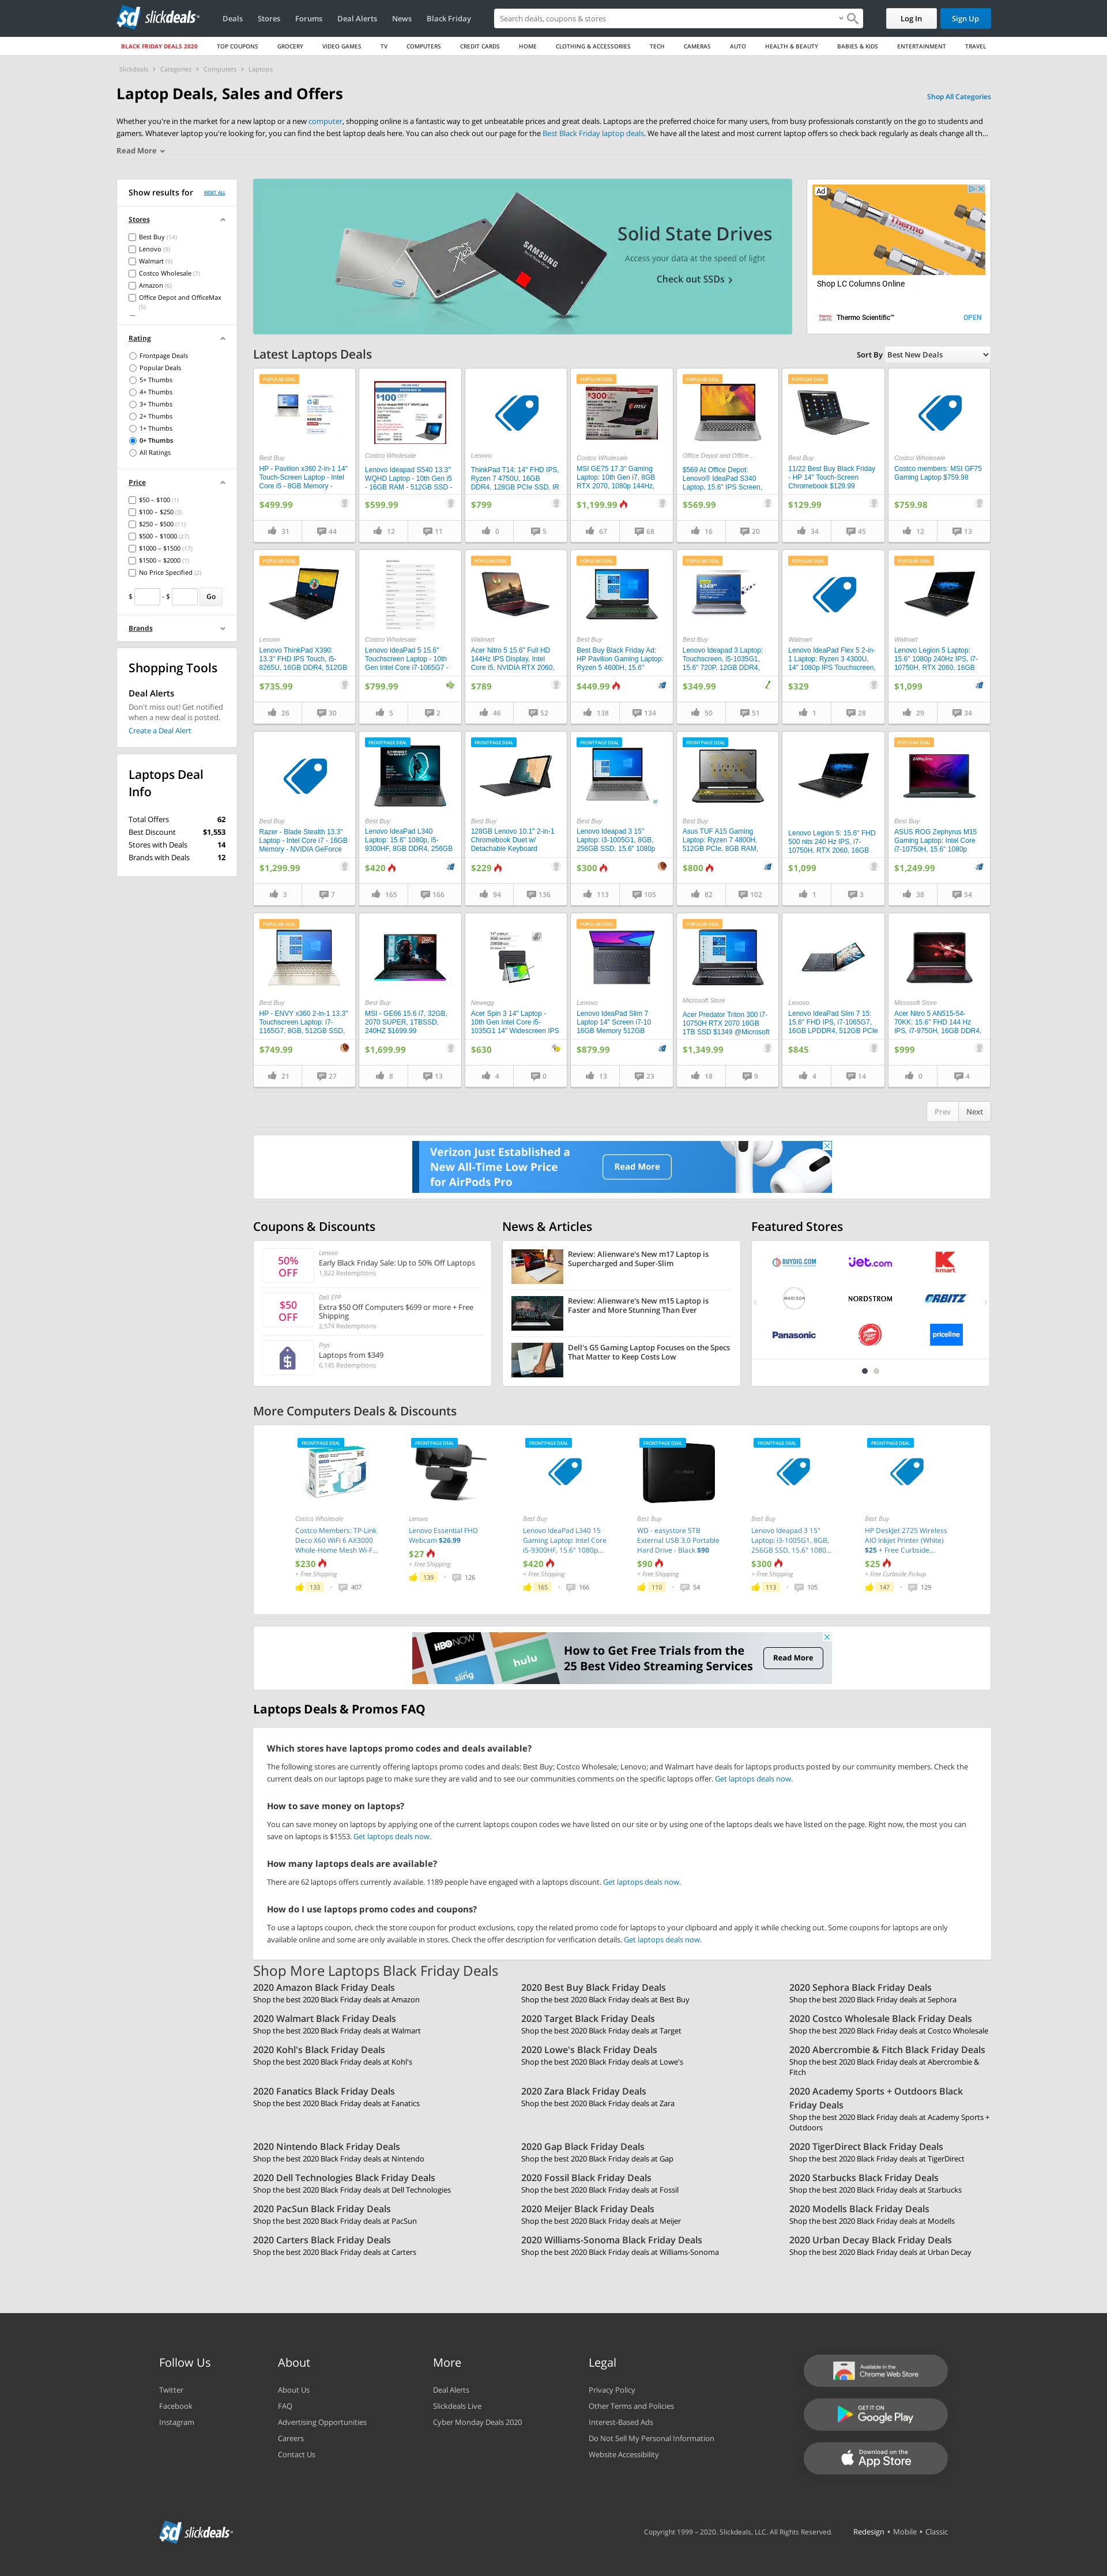 slickdeals
Deals Stores Forums Deal Alerts News Black Friday
Search deals, coupons & stores
Log In Sign Up
BLACK FRIDAY DEALS 2020 TOP COUPONS GROCERY VIDEO GAMES TV COMPUTERS CREDIT CARDS HOME CLOTHING & ACCESSORIES TECH CAMERAS AUTO HEALTH & BEAUTY BABIES & KIDS ENTERTAINMENT TRAVEL
Slickdeals > Categories > Computers > Laptops
Laptop Deals, Sales and Offers
Shop All Categories
Whether you're in the market for a new laptop or a new computer, shopping online is a fantastic way to get unbeatable prices and great deals. Laptops are the preferred choice for many users, from busy professionals constantly on the go to students and
gamers. Whatever laptop you're looking for, you can find the best laptop deals here. You can also check out our page for the Best Black Friday laptop deals. We have all the latest and most current laptop offers so check back regularly as deals change all th...
Read More
Show results for RESET ALL
Stores
Best Buy (14)
Lenovo (9)
Walmart (9)
Costco Wholesale (7)
Amazon (6)
Office Depot and OfficeMax
(5)
Rating
Frontpage Deals
Popular Deals
5+ Thumbs
4+ Thumbs
3+ Thumbs
2+ Thumbs
1+ Thumbs
0+ Thumbs
All Ratings
Price
$50 – $100 (1)
$100 – $250 (3)
$250 – $500 (11)
$500 – $1000 (27)
$1000 – $1500 (17)
$1500 – $2000 (1)
No Price Specified (2)
$ - $ Go
Brands
Shopping Tools
Deal Alerts
Don't miss out! Get notified
when a new deal is posted.
Create a Deal Alert
Laptops Deal
Info
Total Offers 62
Best Discount $1,553
Stores with Deals 14
Brands with Deals 12
SAMSUNG
Solid State Drives
Access your data at the speed of light
Check out SSDs >
Ad
Thermo
Shop LC Columns Online
Thermo Scientific™ OPEN
Latest Laptops Deals
Sort By Best New Deals
POPULAR DEAL
Best Buy
HP - Pavilion x360 2-in-1 14"
Touch-Screen Laptop - Intel
Core i5 - 8GB Memory -
$499.99
31 44
$100 OFF
Costco Wholesale
Lenovo Ideapad S540 13.3"
WQHD Laptop - 10th Gen i5
- 16GB RAM - 512GB SSD -
$599.99
12 11
Lenovo
ThinkPad T14: 14" FHD IPS,
Ryzen 7 4750U, 16GB
DDR4, 128GB PCIe SSD, IR
$799
0 5
POPULAR DEAL
$300
Costco Wholesale
MSI GE75 17.3" Gaming
Laptop: 10th Gen i7, 8GB
RTX 2070, 1080p 144Hz,
$1,199.99
67 68
POPULAR DEAL
Office Depot and Office...
$569 At Office Depot:
Lenovo® IdeaPad S340
Laptop, 15.6" IPS Screen,
$569.99
16 20
POPULAR DEAL
Best Buy
11/22 Best Buy Black Friday
- HP 14" Touch-Screen
Chromebook $129.99
$129.99
34 45
Costco Wholesale
Costco members: MSI GF75
Gaming Laptop $759.98
$759.98
12 13
POPULAR DEAL
Lenovo
Lenovo ThinkPad X390:
13.3" FHD IPS Touch, i5-
8265U, 16GB DDR4, 512GB
$735.99
26 30
Costco Wholesale
Lenovo IdeaPad 5 15.6"
Touchscreen Laptop - 10th
Gen Intel Core i7-1065G7 -
$799.99
5 2
POPULAR DEAL
Walmart
Acer Nitro 5 15.6" Full HD
144Hz IPS Display, Intel
Core i5, NVIDIA RTX 2060,
$789
46 52
POPULAR DEAL
Best Buy
Best Buy Black Friday Ad:
HP Pavilion Gaming Laptop:
Ryzen 5 4600H, 15.6"
$449.99
138 134
POPULAR DEAL
Best Buy
Lenovo Ideapad 3 Laptop:
Touchscreen, i5-1035G1,
15.6" 720P, 12GB DDR4,
$349.99
50 51
Walmart
Lenovo IdeaPad Flex 5 2-in-
1 Laptop: Ryzen 3 4300U,
14" 1080p IPS Touchscreen,
$329
1 28
POPULAR DEAL
Walmart
Lenovo Legion 5 Laptop:
15.6" 1080p 240Hz IPS, i7-
10750H, RTX 2060, 16GB
$1,099
29 34
Best Buy
Razer - Blade Stealth 13.3"
Laptop - Intel Core i7 - 16GB
Memory - NVIDIA GeForce
$1,299.99
3 7
FRONTPAGE DEAL
Best Buy
Lenovo IdeaPad L340
Laptop: 15.6" 1080p, i5-
9300HF, 8GB DDR4, 256GB
$420
165 166
FRONTPAGE DEAL
Best Buy
128GB Lenovo 10.1" 2-in-1
Chromebook Duet w/
Detachable Keyboard
$229
94 136
FRONTPAGE DEAL
Best Buy
Lenovo Ideapad 3 15"
Laptop: i3-1005G1, 8GB,
256GB SSD, 15.6" 1080p
$300
113 105
FRONTPAGE DEAL
Best Buy
Asus TUF A15 Gaming
Laptop: Ryzen 7 4800H,
512GB PCIe, 8GB RAM,
$800
82 102
Lenovo Legion 5: 15.6" FHD
500 nits 240 Hz IPS, i7-
10750H, RTX 2060, 16GB
$1,099
1 3
POPULAR DEAL
Best Buy
ASUS ROG Zephyrus M15
Gaming Laptop: Intel Core
i7-10750H, 15.6" 1080p
$1,249.99
38 54
POPULAR DEAL
Best Buy
HP - ENVY x360 2-in-1 13.3"
Touchscreen Laptop: i7-
1165G7, 8GB, 512GB SSD,
$749.99
21 27
Best Buy
MSI - GE66 15.6 i7, 32GB,
2070 SUPER, 1TBSSD,
240HZ $1699.99
$1,699.99
8 13
Newegg
Acer Spin 3 14" Laptop -
10th Gen Intel Core i5-
1035G1 14" Widescreen IPS
$630
4 0
POPULAR DEAL
Lenovo
Lenovo IdeaPad Slim 7
Laptop 14" Screen i7-10
16GB Memory 512GB
$879.99
13 23
POPULAR DEAL
Microsoft Store
Acer Predator Triton 300 i7-
10750H RTX 2070 16GB
1TB SSD $1349 @Microsoft
$1,349.99
18 9
Lenovo
Lenovo IdeaPad Slim 7 15:
15.6" FHD IPS, i7-1065G7,
16GB LPDDR4, 512GB PCIe
$845
4 14
Microsoft Store
Acer Nitro 5 AN515-54-
70KK: 15.6" FHD 144 Hz
IPS, i7-9750H, 16GB DDR4,
$999
0 4
Prev Next
Verizon Just Established a
New All-Time Low Price
for AirPods Pro
Read More
Coupons & Discounts
50%
OFF
Lenovo
Early Black Friday Sale: Up to 50% Off Laptops
1,822 Redemptions
$50
OFF
Dell EPP
Extra $50 Off Computers $699 or more + Free
Shipping
2,574 Redemptions
Frys
Laptops from $349
6,145 Redemptions
News & Articles
Review: Alienware's New m17 Laptop is
Supercharged and Super-Slim
Review: Alienware's New m15 Laptop is
Faster and More Stunning Than Ever
Dell's G5 Gaming Laptop Focuses on the Specs
That Matter to Keep Costs Low
Featured Stores
BUYDIG.COM jet.com kmart
MADISON NORDSTROM ORBITZ
Panasonic Pizza Hut priceline
More Computers Deals & Discounts
FRONTPAGE DEAL
Costco Wholesale
Costco Members: TP-Link
Deco X60 WiFi 6 AX3000
Whole-Home Mesh Wi-F...
$230
+ Free Shipping
133 • 407
FRONTPAGE DEAL
Lenovo
Lenovo Essential FHD
Webcam $26.99
$27
+ Free Shipping
139 • 126
FRONTPAGE DEAL
Best Buy
Lenovo IdeaPad L340 15
Gaming Laptop: Intel Core
i5-9300HF, 15.6" 1080p...
$420
+ Free Shipping
165 • 166
FRONTPAGE DEAL
Best Buy
WD - easystore 5TB
External USB 3.0 Portable
Hard Drive - Black $90
$90
+ Free Shipping
110 • 54
FRONTPAGE DEAL
Best Buy
Lenovo Ideapad 3 15"
Laptop: i3-1005G1, 8GB,
256GB SSD, 15.6" 1080...
$300
+ Free Shipping
113 • 105
FRONTPAGE DEAL
Best Buy
HP DeskJet 2725 Wireless
AIO Inkjet Printer (White)
$25 + Free Curbside...
$25
+ Free Curbside Pickup
147 • 129
HBO NOW
sling
hulu
How to Get Free Trials from the
25 Best Video Streaming Services
Read More
Laptops Deals & Promos FAQ
Which stores have laptops promo codes and deals available?
The following stores are currently offering laptops promo codes and deals: Best Buy; Costco Wholesale; Lenovo; and Walmart have deals for laptops products posted by our community members. Check the
current deals on our laptops page to make sure they are valid and to see our communities comments on the specific laptops offer. Get laptops deals now.
How to save money on laptops?
You can save money on laptops by applying one of the current laptops coupon codes we have listed on our site or by using one of the laptops deals we have listed on the page. Right now, the most you can
save on laptops is $1553. Get laptops deals now.
How many laptops deals are available?
There are 62 laptops offers currently available. 1189 people have engaged with a laptops discount. Get laptops deals now.
How do I use laptops promo codes and coupons?
To use a laptops coupon, check the store coupon for product exclusions, copy the related promo code for laptops to your clipboard and apply it while checking out. Some coupons for laptops are only
available online and some are only available in stores. Check the offer description for verification details. Get laptops deals now.
Shop More Laptops Black Friday Deals
2020 Amazon Black Friday Deals
Shop the best 2020 Black Friday deals at Amazon
2020 Best Buy Black Friday Deals
Shop the best 2020 Black Friday deals at Best Buy
2020 Sephora Black Friday Deals
Shop the best 2020 Black Friday deals at Sephora
2020 Walmart Black Friday Deals
Shop the best 2020 Black Friday deals at Walmart
2020 Target Black Friday Deals
Shop the best 2020 Black Friday deals at Target
2020 Costco Wholesale Black Friday Deals
Shop the best 2020 Black Friday deals at Costco Wholesale
2020 Kohl's Black Friday Deals
Shop the best 2020 Black Friday deals at Kohl's
2020 Lowe's Black Friday Deals
Shop the best 2020 Black Friday deals at Lowe's
2020 Abercrombie & Fitch Black Friday Deals
Shop the best 2020 Black Friday deals at Abercrombie &
Fitch
2020 Fanatics Black Friday Deals
Shop the best 2020 Black Friday deals at Fanatics
2020 Zara Black Friday Deals
Shop the best 2020 Black Friday deals at Zara
2020 Academy Sports + Outdoors Black
Friday Deals
Shop the best 2020 Black Friday deals at Academy Sports +
Outdoors
2020 Nintendo Black Friday Deals
Shop the best 2020 Black Friday deals at Nintendo
2020 Gap Black Friday Deals
Shop the best 2020 Black Friday deals at Gap
2020 TigerDirect Black Friday Deals
Shop the best 2020 Black Friday deals at TigerDirect
2020 Dell Technologies Black Friday Deals
Shop the best 2020 Black Friday deals at Dell Technologies
2020 Fossil Black Friday Deals
Shop the best 2020 Black Friday deals at Fossil
2020 Starbucks Black Friday Deals
Shop the best 2020 Black Friday deals at Starbucks
2020 PacSun Black Friday Deals
Shop the best 2020 Black Friday deals at PacSun
2020 Meijer Black Friday Deals
Shop the best 2020 Black Friday deals at Meijer
2020 Modells Black Friday Deals
Shop the best 2020 Black Friday deals at Modells
2020 Carters Black Friday Deals
Shop the best 2020 Black Friday deals at Carters
2020 Williams-Sonoma Black Friday Deals
Shop the best 2020 Black Friday deals at Williams-Sonoma
2020 Urban Decay Black Friday Deals
Shop the best 2020 Black Friday deals at Urban Decay
Follow Us
Twitter
Facebook
Instagram
About
About Us
FAQ
Advertising Opportunities
Careers
Contact Us
More
Deal Alerts
Slickdeals Live
Cyber Monday Deals 2020
Legal
Privacy Policy
Other Terms and Policies
Interest-Based Ads
Do Not Sell My Personal Information
Website Accessibility
Available in the
Chrome Web Store
GET IT ON
Google Play
Download on the
App Store
slickdeals
Copyright 1999 – 2020. Slickdeals, LLC. All Rights Reserved.
Redesign • Mobile • Classic